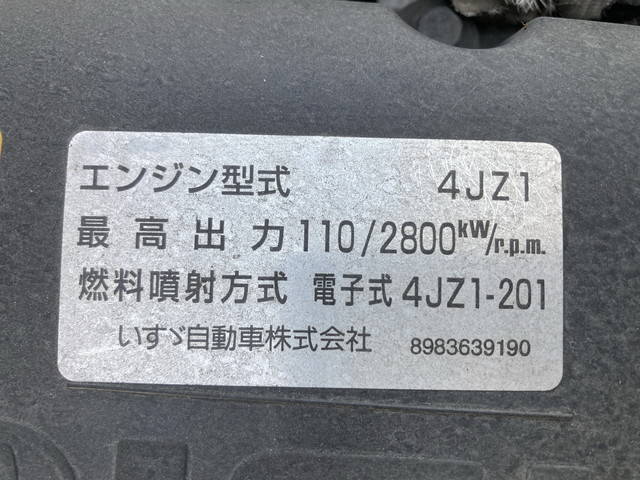 エンジン型式 4JZ1
最高出力 110/2800kW/r.p.m.
燃料噴射方式 電子式 4JZ1-201
いすゞ自動車株式会社 8983639190